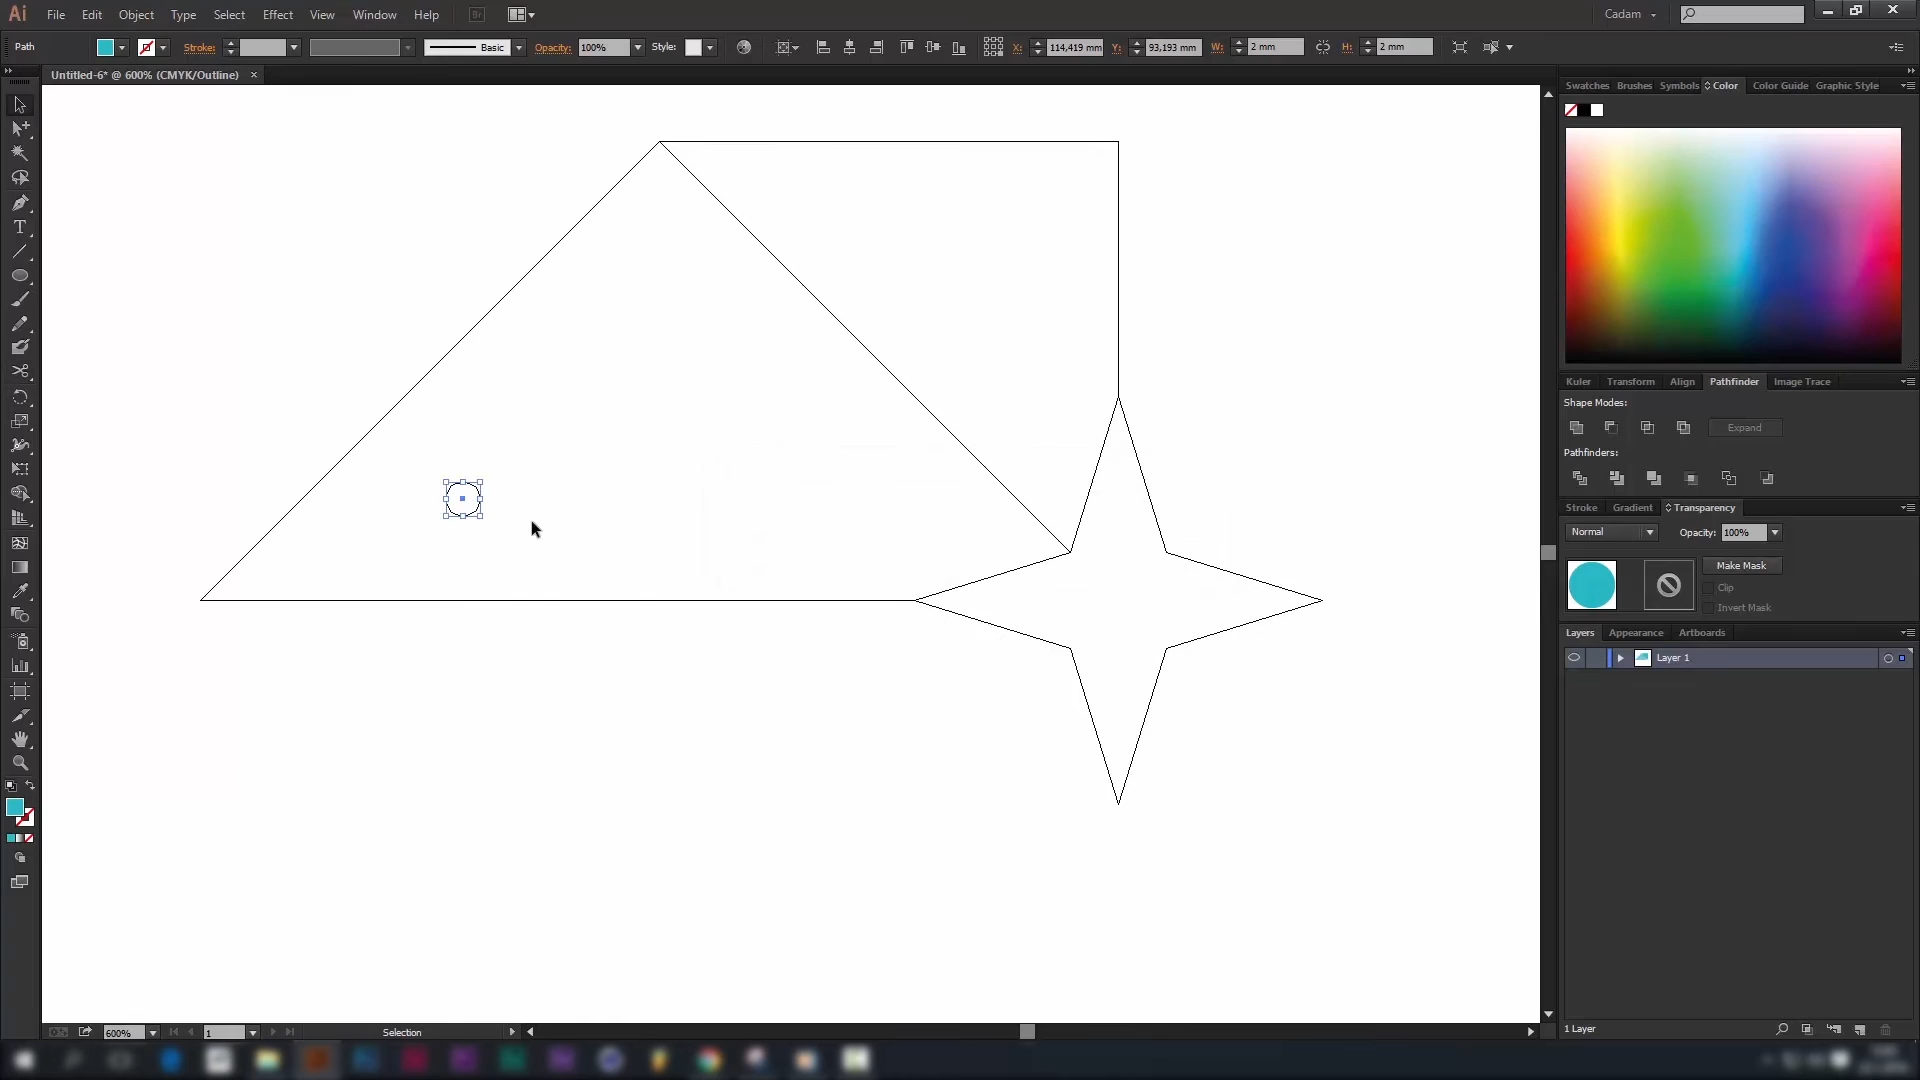 Ai File Edit Object Type Select Effect View Window Help Br Cadam
Path Stroke: Basic Opacity: 100% Style: X: 114,419 mm Y: 93,193 mm W: 2 mm H: 2 mm
Untitled-6* @ 600% (CMYK/Outline) ×
Swatches Brushes Symbols Color Color Guide Graphic Style
Kuler Transform Align Pathfinder Image Trace
Shape Modes:
Expand
Pathfinders:
Stroke Gradient Transparency
Normal Opacity: 100%
Make Mask
Clip
Invert Mask
Layers Appearance Artboards
Layer 1
1 Layer
600% 1 Selection